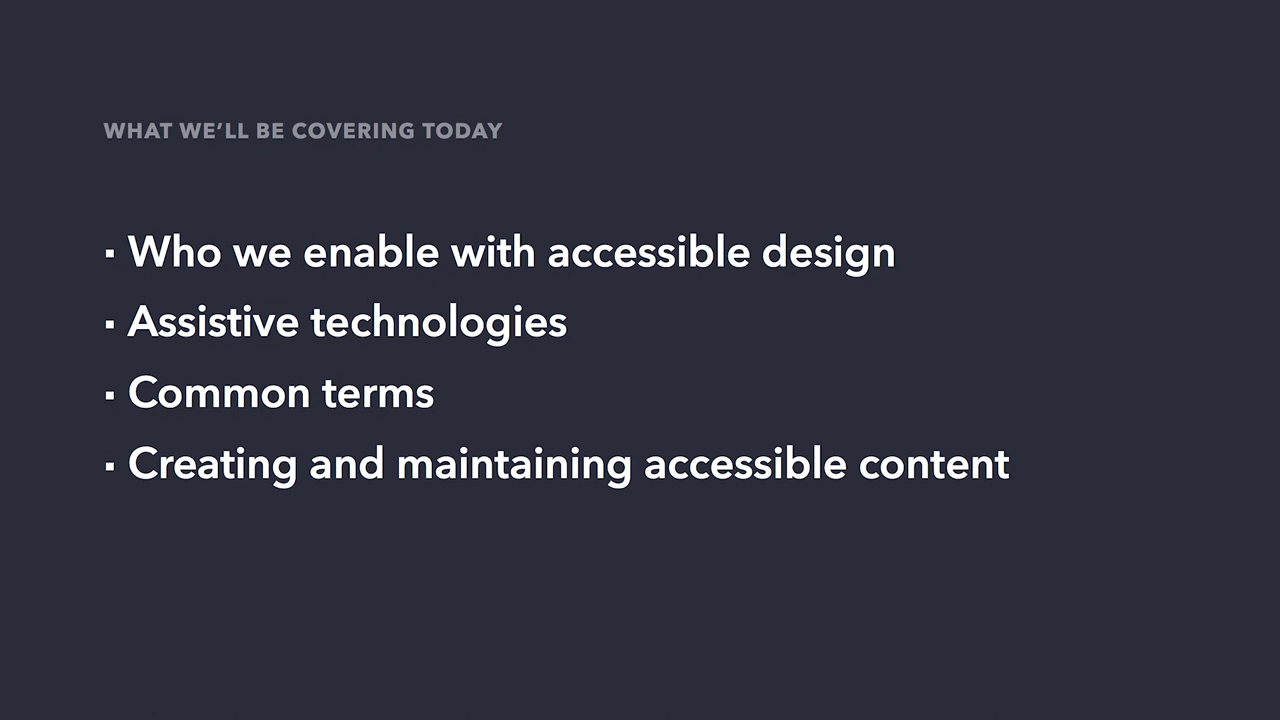 WHAT WE’LL BE COVERING TODAY
▪ Who we enable with accessible design
▪ Assistive technologies
▪ Common terms
▪ Creating and maintaining accessible content